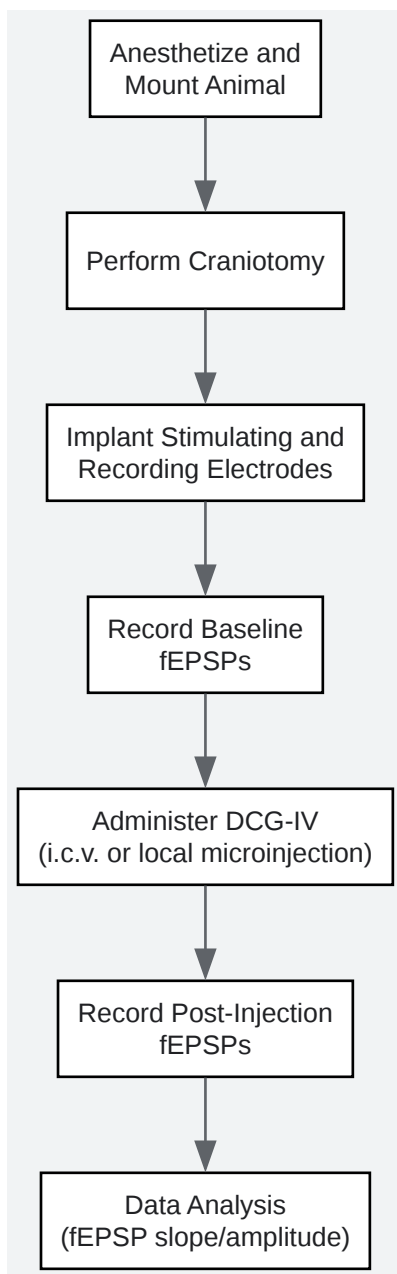 Anesthetize and
Mount Animal
Perform Craniotomy
Implant Stimulating and
Recording Electrodes
Record Baseline
fEPSPs
Administer DCG-IV
(i.c.v. or local microinjection)
Record Post-Injection
fEPSPs
Data Analysis
(fEPSP slope/amplitude)